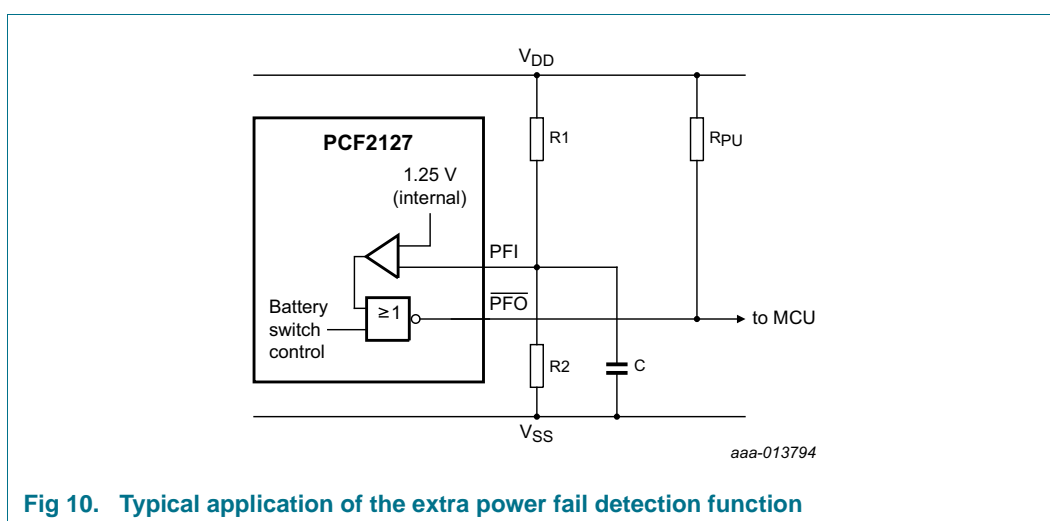 VDD
PCF2127
R1
RPU
1.25 V
(internal)
PFI
PFO
Battery
switch
control
≥1
to MCU
R2
C
VSS
aaa-013794
Fig 10. Typical application of the extra power fail detection function